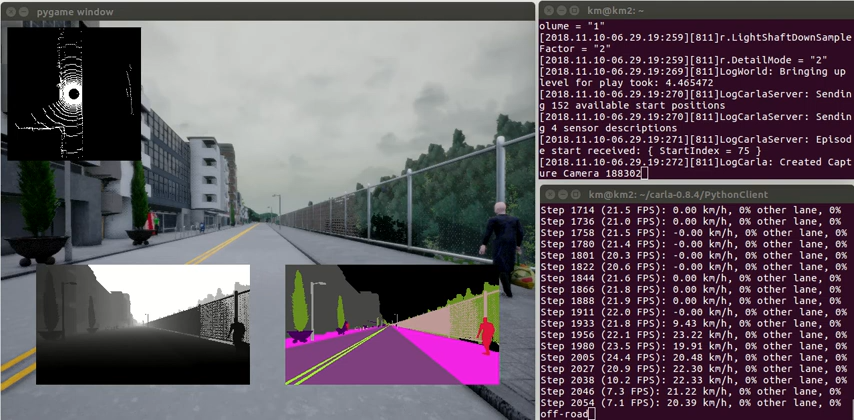 pygame window
km@km2: ~
olume = "1"
[2018.11.10-06.29.19:259][811]r.LightShaftDownSample
Factor = "2"
[2018.11.10-06.29.19:259][811]r.DetailMode = "2"
[2018.11.10-06.29.19:269][811]LogWorld: Bringing up
level for play took: 4.465472
[2018.11.10-06.29.19:270][811]LogCarlaServer: Sendin
g 152 available start positions
[2018.11.10-06.29.19:270][811]LogCarlaServer: Sendin
g 4 sensor descriptions
[2018.11.10-06.29.19:271][811]LogCarlaServer: Episod
e start received: { StartIndex = 75 }
[2018.11.10-06.29.19:272][811]LogCarla: Created Capt
ure Camera 188302
km@km2: ~/carla-0.8.4/PythonClient
Step 1714 (21.5 FPS): 0.00 km/h, 0% other lane, 0%
Step 1736 (21.0 FPS): 0.00 km/h, 0% other lane, 0%
Step 1758 (21.5 FPS): -0.00 km/h, 0% other lane, 0%
Step 1780 (21.4 FPS): -0.00 km/h, 0% other lane, 0%
Step 1801 (20.3 FPS): -0.00 km/h, 0% other lane, 0%
Step 1822 (20.6 FPS): -0.00 km/h, 0% other lane, 0%
Step 1844 (21.6 FPS): 0.00 km/h, 0% other lane, 0%
Step 1866 (21.8 FPS): 0.00 km/h, 0% other lane, 0%
Step 1888 (21.9 FPS): 0.00 km/h, 0% other lane, 0%
Step 1911 (22.0 FPS): -0.00 km/h, 0% other lane, 0%
Step 1933 (21.8 FPS): 9.43 km/h, 0% other lane, 0%
Step 1956 (22.1 FPS): 23.22 km/h, 0% other lane, 0%
Step 1980 (23.5 FPS): 19.91 km/h, 0% other lane, 0%
Step 2005 (24.4 FPS): 20.48 km/h, 0% other lane, 0%
Step 2027 (20.9 FPS): 22.30 km/h, 0% other lane, 0%
Step 2038 (10.2 FPS): 22.33 km/h, 0% other lane, 0%
Step 2046 (7.3 FPS): 21.22 km/h, 0% other lane, 0%
Step 2054 (7.1 FPS): 20.39 km/h, 0% other lane, 0%
off-road